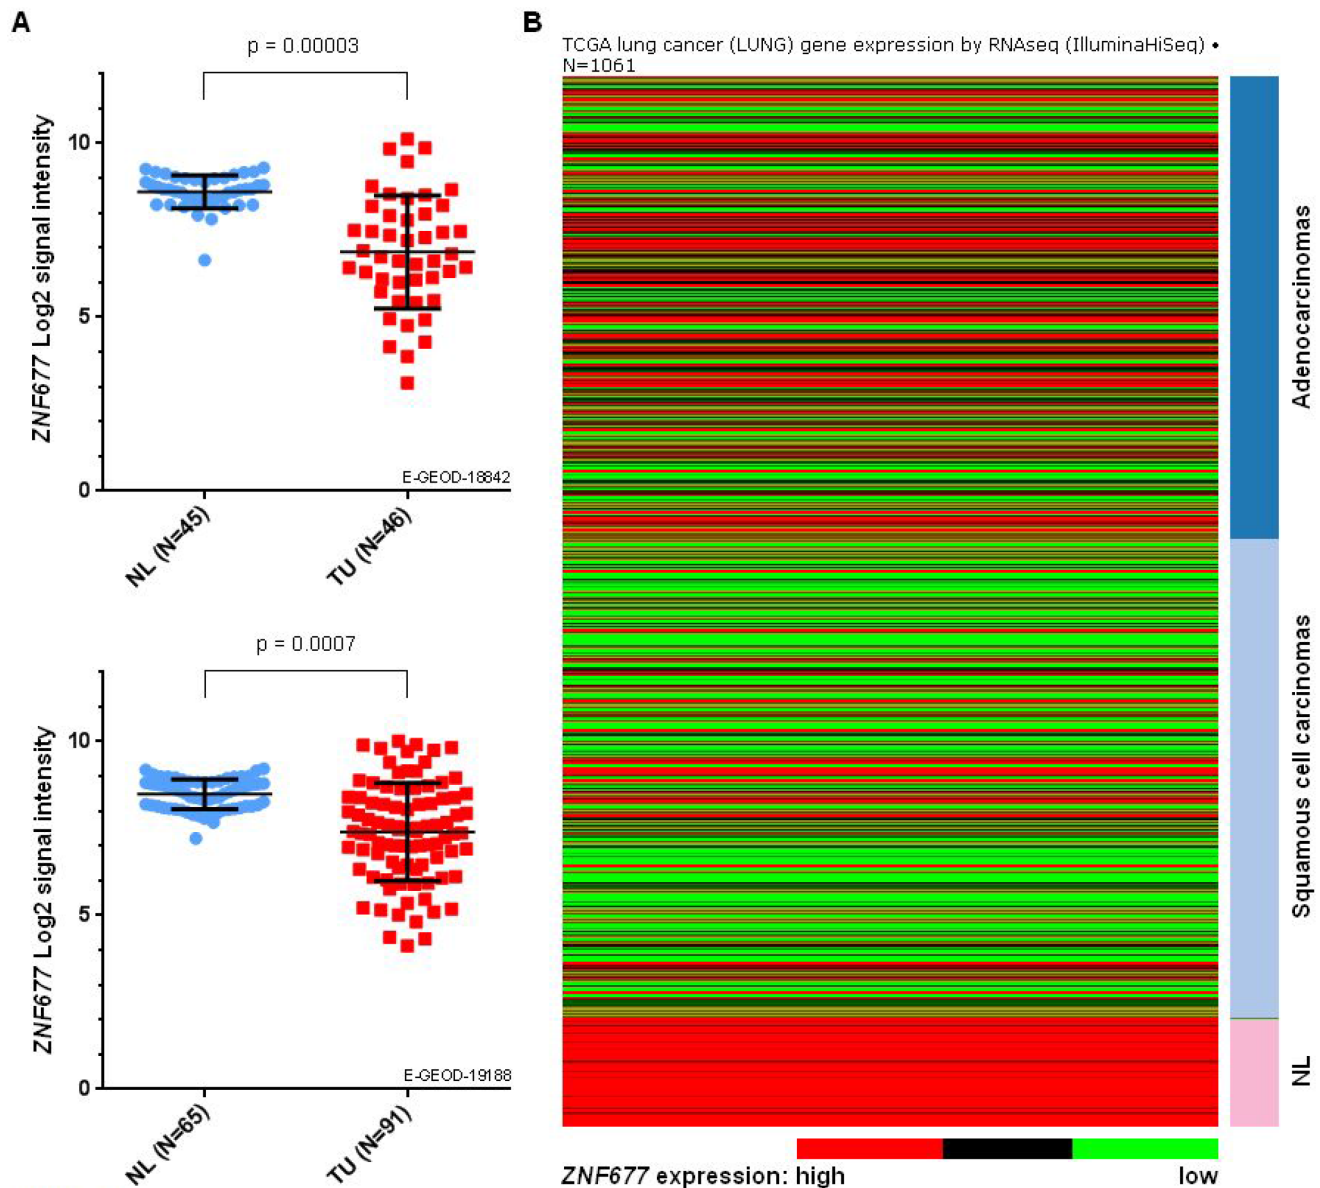 A
p = 0.00003
ZNF677 Log2 signal intensity
10
5
0
E-GEOD-18842
NL (N=45)
TU (N=46)
p = 0.0007
ZNF677 Log2 signal intensity
10
5
0
E-GEOD-19188
NL (N=65)
TU (N=91)
B
TCGA lung cancer (LUNG) gene expression by RNAseq (IlluminaHiSeq) •
N=1061
Adenocarcinomas
Squamous cell carcinomas
NL
ZNF677 expression: high low